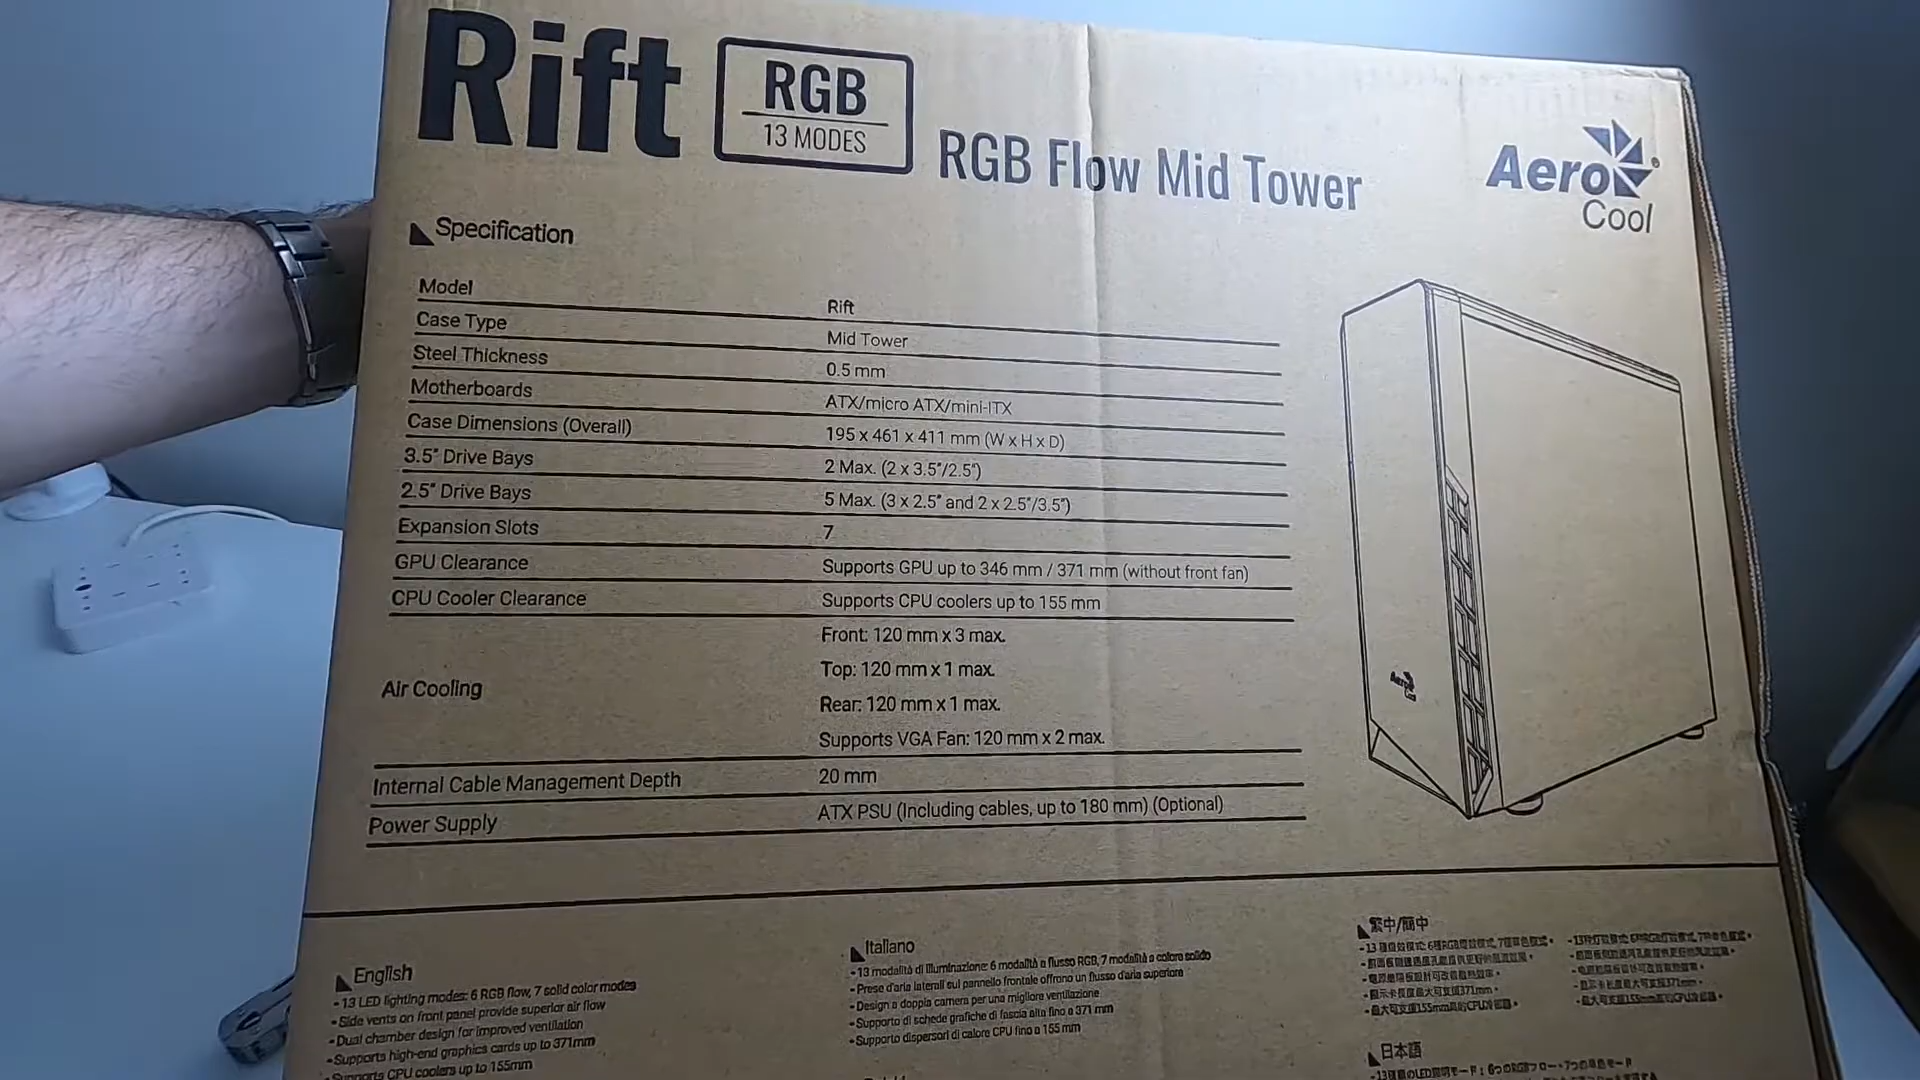 Rift
RGB
13 MODES
RGB Flow Mid Tower
Aero
Cool
Specification
Model Rift
Case Type Mid Tower
Steel Thickness 0.5 mm
Motherboards ATX/micro ATX/mini-ITX
Case Dimensions (Overall) 195 x 461 x 411 mm (W x H x D)
3.5" Drive Bays 2 Max. (2 x 3.5"/2.5")
2.5" Drive Bays 5 Max. (3 x 2.5" and 2 x 2.5"/3.5")
Expansion Slots 7
GPU Clearance Supports GPU up to 346 mm / 371 mm (without front fan)
CPU Cooler Clearance Supports CPU coolers up to 155 mm
Air Cooling
Front: 120 mm x 3 max.
Top: 120 mm x 1 max.
Rear: 120 mm x 1 max.
Supports VGA Fan: 120 mm x 2 max.
Internal Cable Management Depth 20 mm
Power Supply ATX PSU (Including cables, up to 180 mm) (Optional)
English
- 13 LED lighting modes: 6 RGB flow, 7 solid color modes
- Side vents on front panel provide superior air flow
- Dual chamber design for improved ventilation
- Supports high-end graphics cards up to 371mm
- Supports CPU coolers up to 155mm
Italiano
- 13 modalità di illuminazione: 6 modalità a flusso RGB, 7 modalità a colore solido
- Prese d'aria laterali sul pannello frontale offrono un flusso d'aria superiore
- Design a doppia camera per una migliore ventilazione
- Supporto di schede grafiche di fascia alta fino a 371 mm
- Supporto dispersori di calore CPU fino a 155 mm
繁中/簡中
日本語